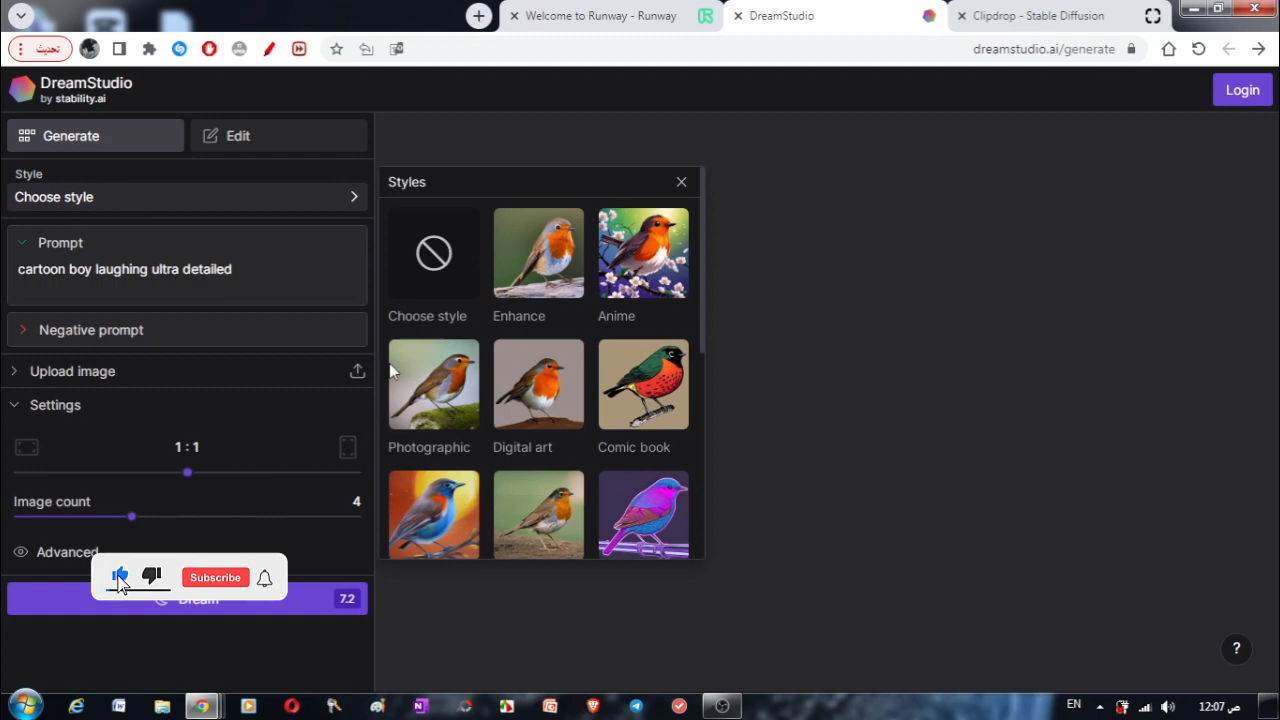 Welcome to Runway - Runway
DreamStudio
Clipdrop - Stable Diffusion
تحديث
dreamstudio.ai/generate
DreamStudio
by stability.ai
Login
Generate
Edit
Style
Choose style
Prompt
cartoon boy laughing ultra detailed
Negative prompt
Upload image
Settings
1 : 1
Image count
4
Advanced
Subscribe
Dream
7.2
Styles
Choose style
Enhance
Anime
Photographic
Digital art
Comic book
?
EN
12:07 ص